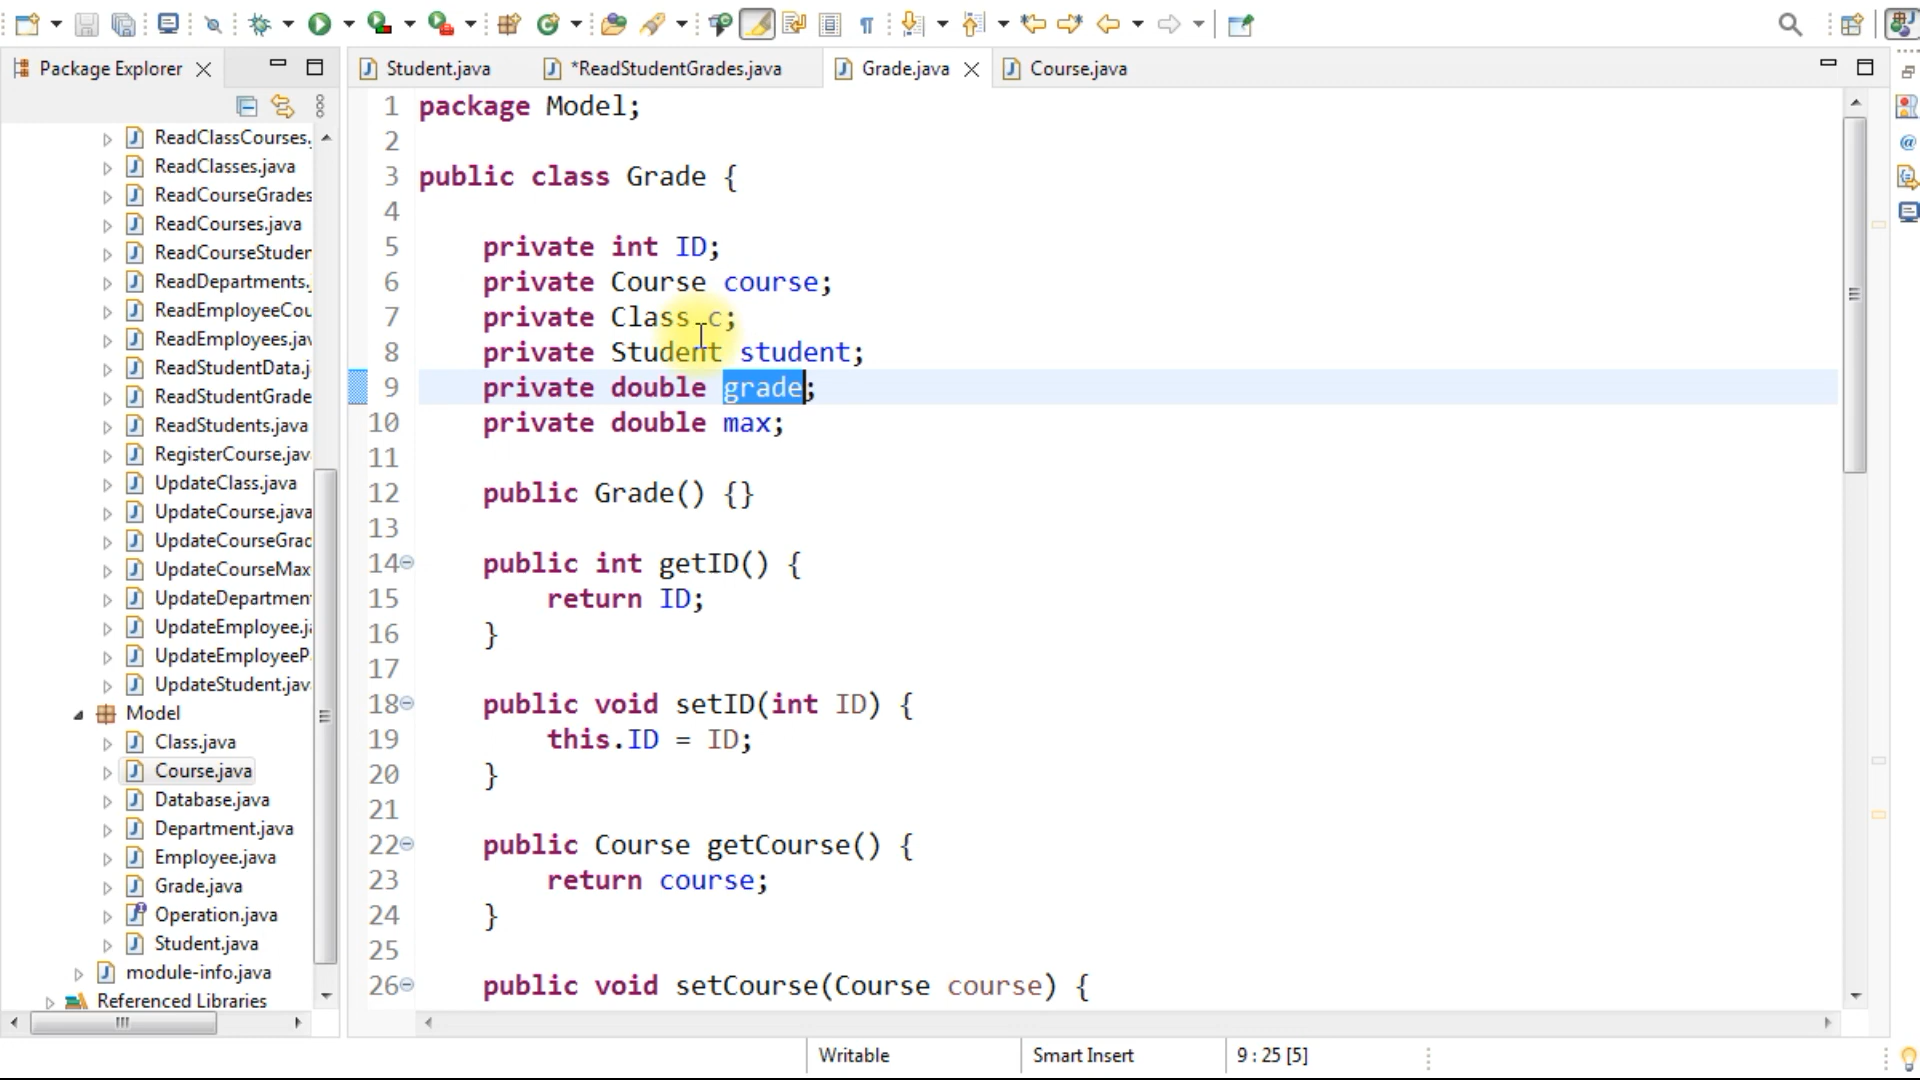 Package Explorer
Student.java
*ReadStudentGrades.java
Grade.java
Course.java
ReadClassCourses.
ReadClasses.java
ReadCourseGrades
ReadCourses.java
ReadCourseStuder
ReadDepartments.
ReadEmployeeCou
ReadEmployees.jav
ReadStudentData.j
ReadStudentGrade
ReadStudents.java
RegisterCourse.jav
UpdateClass.java
UpdateCourse.java
UpdateCourseGrad
UpdateCourseMax
UpdateDepartment
UpdateEmployee.j
UpdateEmployeeP
UpdateStudent.jav
Model
Class.java
Course.java
Database.java
Department.java
Employee.java
Grade.java
Operation.java
Student.java
module-info.java
Referenced Libraries
1 package Model;
2
3 public class Grade {
4
5 private int ID;
6 private Course course;
7 private Class c;
8 private Student student;
9 private double grade;
10 private double max;
11
12 public Grade() {}
13
14 public int getID() {
15 return ID;
16 }
17
18 public void setID(int ID) {
19 this.ID = ID;
20 }
21
22 public Course getCourse() {
23 return course;
24 }
25
26 public void setCourse(Course course) {
Writable
Smart Insert
9 : 25 [5]